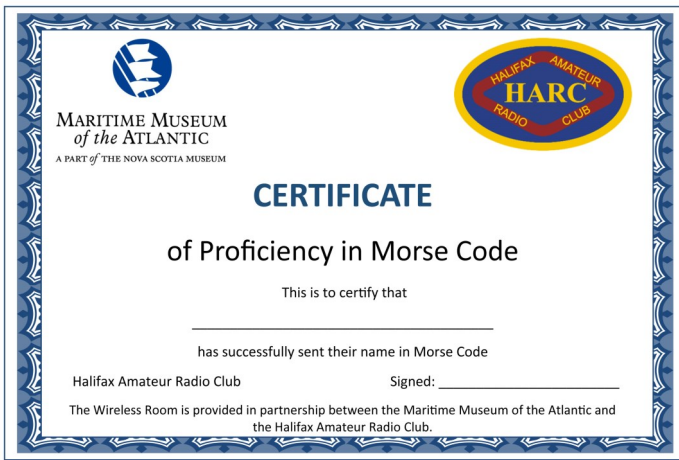 MARITIME MUSEUM
of the ATLANTIC
A PART of THE NOVA SCOTIA MUSEUM
HALIFAX AMATEUR
HARC
RADIO CLUB
CERTIFICATE
of Proficiency in Morse Code
This is to certify that
has successfully sent their name in Morse Code
Halifax Amateur Radio Club Signed:
The Wireless Room is provided in partnership between the Maritime Museum of the Atlantic and
the Halifax Amateur Radio Club.